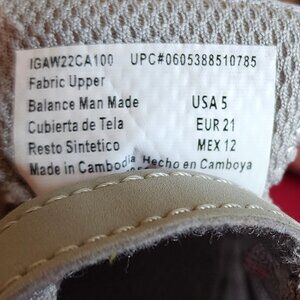 IGAW22CA100 UPC#0605388510785
Fabric Upper
Balance Man Made USA 5
Cubierta de Tela EUR 21
Resto Sintetico MEX 12
Made in Cambodia Hecho en Camboya